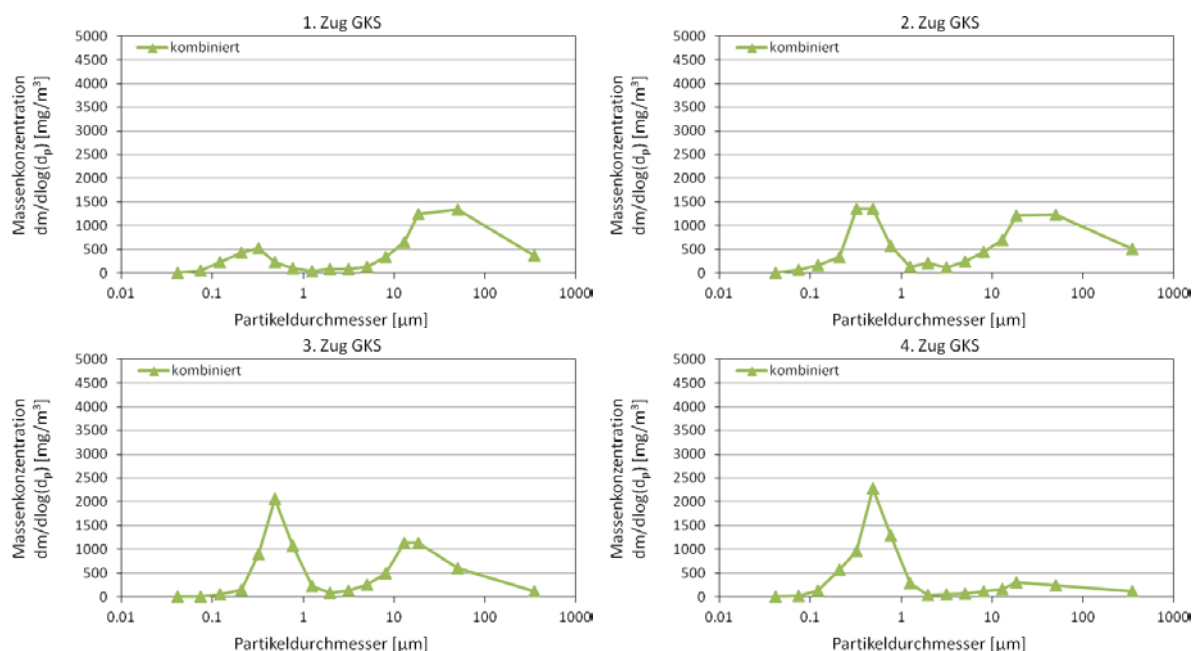 1. Zug GKS
5000
4500
4000
3500
3000
2500
2000
1500
1000
500
0
Massenkonzentration
dm/dlog(dₚ) [mg/m³]
kombiniert
0.01 0.1 1 10 100 1000
Partikeldurchmesser [µm]
2. Zug GKS
5000
4500
4000
3500
3000
2500
2000
1500
1000
500
0
Massenkonzentration
dm/dlog(dₚ) [mg/m³]
kombiniert
0.01 0.1 1 10 100 1000
Partikeldurchmesser [µm]
3. Zug GKS
5000
4500
4000
3500
3000
2500
2000
1500
1000
500
0
Massenkonzentration
dm/dlog(dₚ) [mg/m³]
kombiniert
0.01 0.1 1 10 100 1000
Partikeldurchmesser [µm]
4. Zug GKS
5000
4500
4000
3500
3000
2500
2000
1500
1000
500
0
Massenkonzentration
dm/dlog(dₚ) [mg/m³]
kombiniert
0.01 0.1 1 10 100 1000
Partikeldurchmesser [µm]